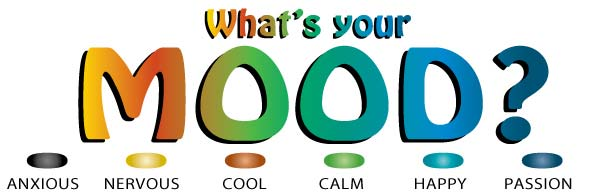 What's your
MOOD?
ANXIOUS NERVOUS COOL CALM HAPPY PASSION